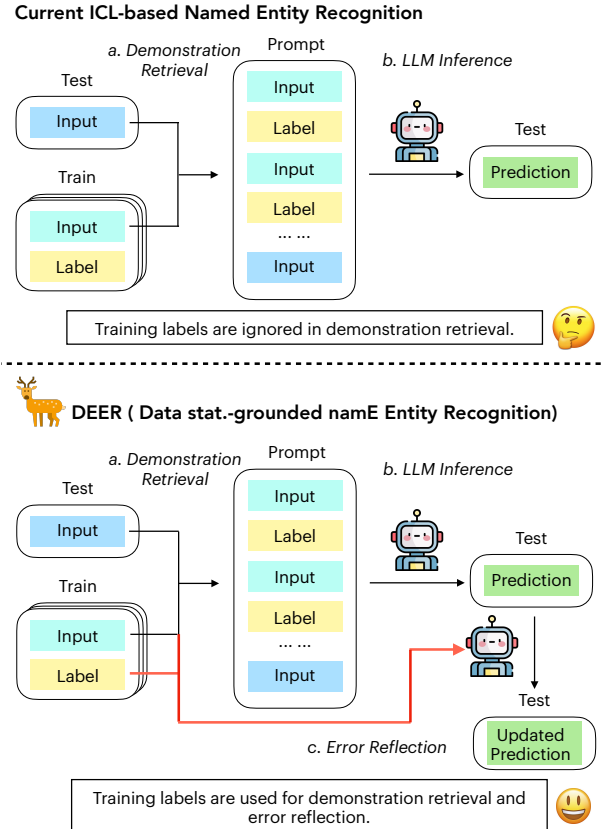 Current ICL-based Named Entity Recognition
a. Demonstration
Retrieval
Prompt
b. LLM Inference
Test
Input
Train
Input
Label
Input
Label
Input
Label
... ...
Input
Test
Prediction
Training labels are ignored in demonstration retrieval.
DEER ( Data stat.-grounded namE Entity Recognition)
a. Demonstration
Retrieval
Prompt
b. LLM Inference
Test
Input
Train
Input
Label
Input
Label
Input
Label
... ...
Input
Test
Prediction
Test
Updated
Prediction
c. Error Reflection
Training labels are used for demonstration retrieval and
error reflection.